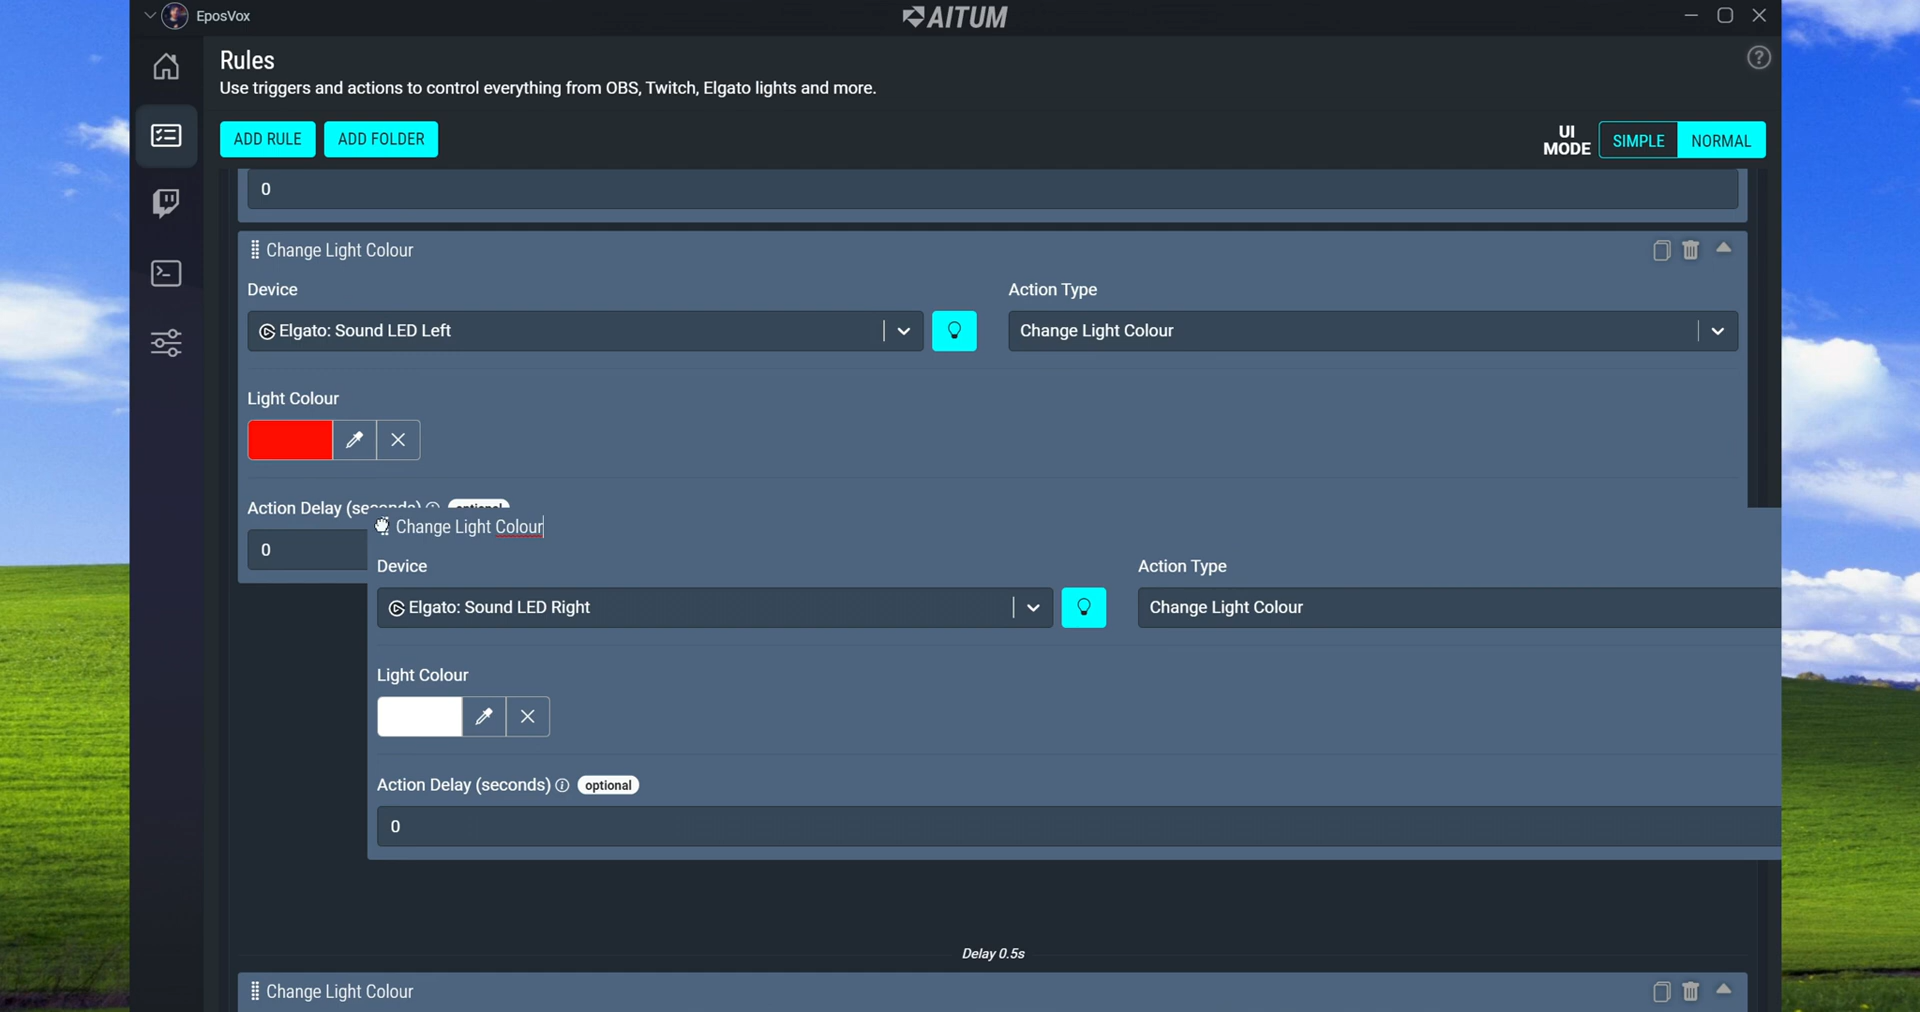 EposVox
AITUM
Rules
Use triggers and actions to control everything from OBS, Twitch, Elgato lights and more.
ADD RULE
ADD FOLDER
UI
MODE
SIMPLE
NORMAL
0
Change Light Colour
Device
Action Type
Elgato: Sound LED Left
Change Light Colour
Light Colour
Action Delay (seconds)
optional
0
Change Light Colour
Device
Action Type
Elgato: Sound LED Right
Change Light Colour
Light Colour
Action Delay (seconds)
optional
0
Delay 0.5s
Change Light Colour